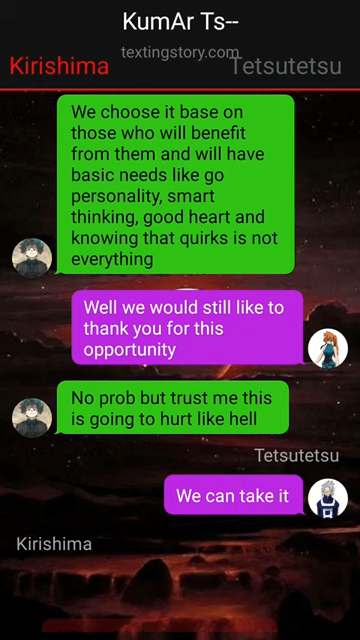 KumAr Ts--
textingstory.com
Kirishima
Tetsutetsu
We choose it base on
those who will benefit
from them and will have
basic needs like go
personality, smart
thinking, good heart and
knowing that quirks is not
everything
Well we would still like to
thank you for this
opportunity
No prob but trust me this
is going to hurt like hell
Tetsutetsu
We can take it
Kirishima